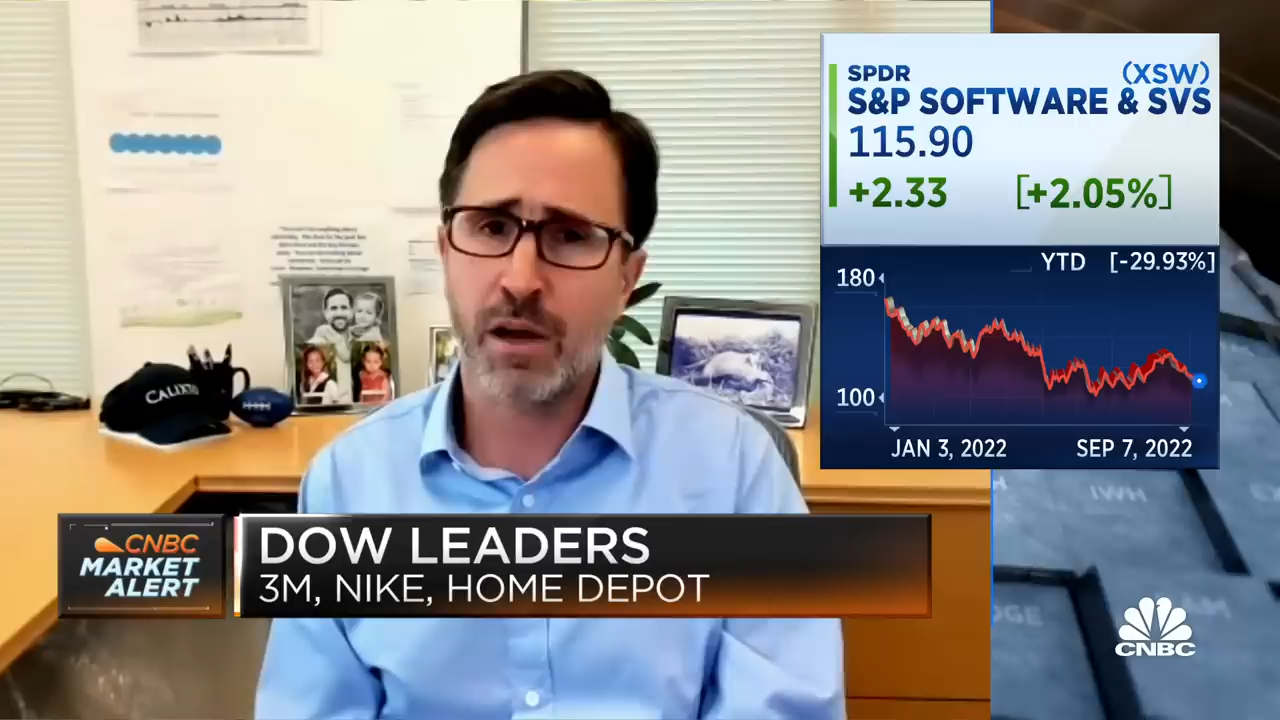 SPDR (XSW)
S&P SOFTWARE & SVS
115.90
+2.33 [+2.05%]
YTD [-29.93%]
180
100
JAN 3, 2022 SEP 7, 2022
CNBC
MARKET
ALERT
DOW LEADERS
3M, NIKE, HOME DEPOT
IWH
CNBC